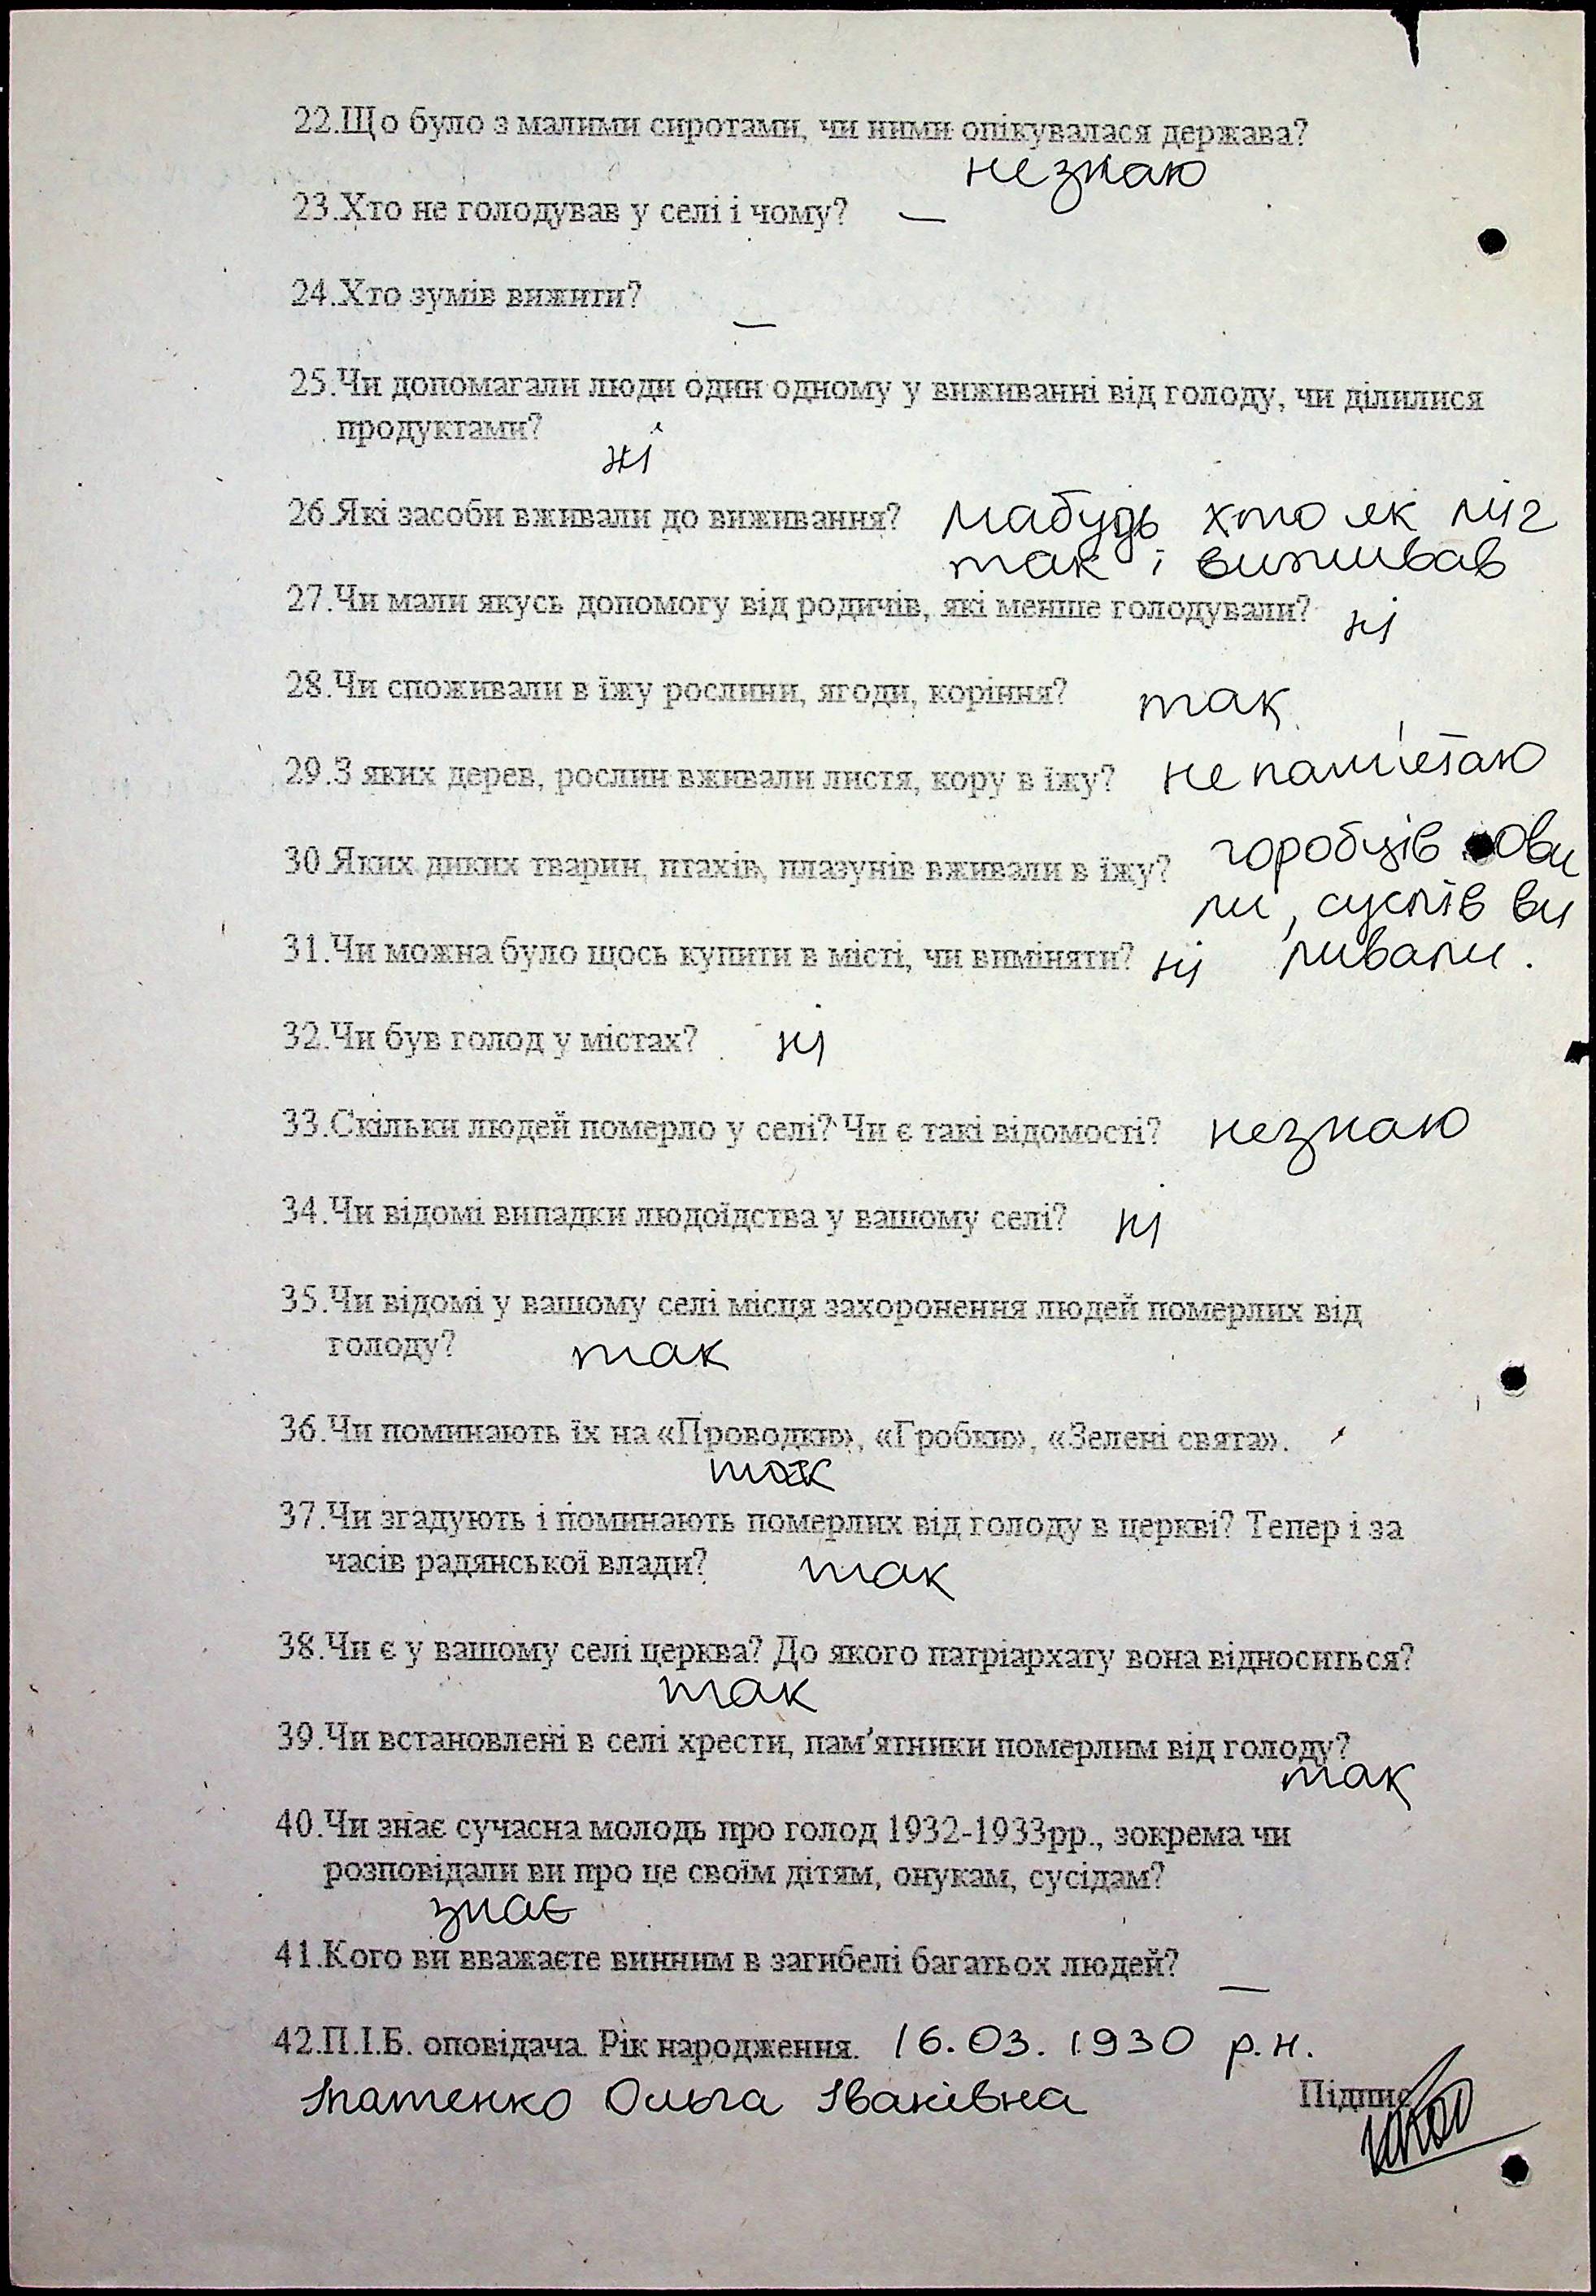 22.Що було з малими сиротами, чи ними опікувалася держава?
незнаю
23.Хто не голодував у селі і чому? —
24.Хто зумів вижити?
—
25.Чи допомагали люди один одному у виживанні від голоду, чи ділилися
продуктами?
ні
26.Які засоби вживали до виживання? Мабудь хто як міг
так і виживав
27.Чи мали якусь допомогу від родичів, які менше голодували? ні
28.Чи споживали в їжу рослини, ягоди, коріння? так
29.З яких дерев, рослин вживали листя, кору в їжу? не пам'ятаю
30.Яких диких тварин, птахів, плазунів вживали в їжу? горобців лови
ли, суслів ви
31.Чи можна було щось купити в місті, чи виміняти? ні ливали.
32.Чи був голод у містах? ні
33.Скільки людей померло у селі? Чи є такі відомості? незнаю
34.Чи відомі випадки людоїдства у вашому селі? ні
35.Чи відомі у вашому селі місця захоронення людей померлих від
голоду? так
36.Чи поминають їх на «Проводки», «Гробки», «Зелені свята».
так
37.Чи згадують і поминають померлих від голоду в церкві? Тепер і за
часів радянської влади? так
38.Чи є у вашому селі церква? До якого патріархату вона відноситься?
так
39.Чи встановлені в селі хрести, пам'ятники померлим від голоду?
так
40.Чи знає сучасна молодь про голод 1932-1933рр., зокрема чи
розповідали ви про це своїм дітям, онукам, сусідам?
знає
41.Кого ви вважаєте винним в загибелі багатьох людей? —
42.П.І.Б. оповідача. Рік народження. 16.03.1930 р.н.
Ігнатенко Ольга Іванівна Підпис